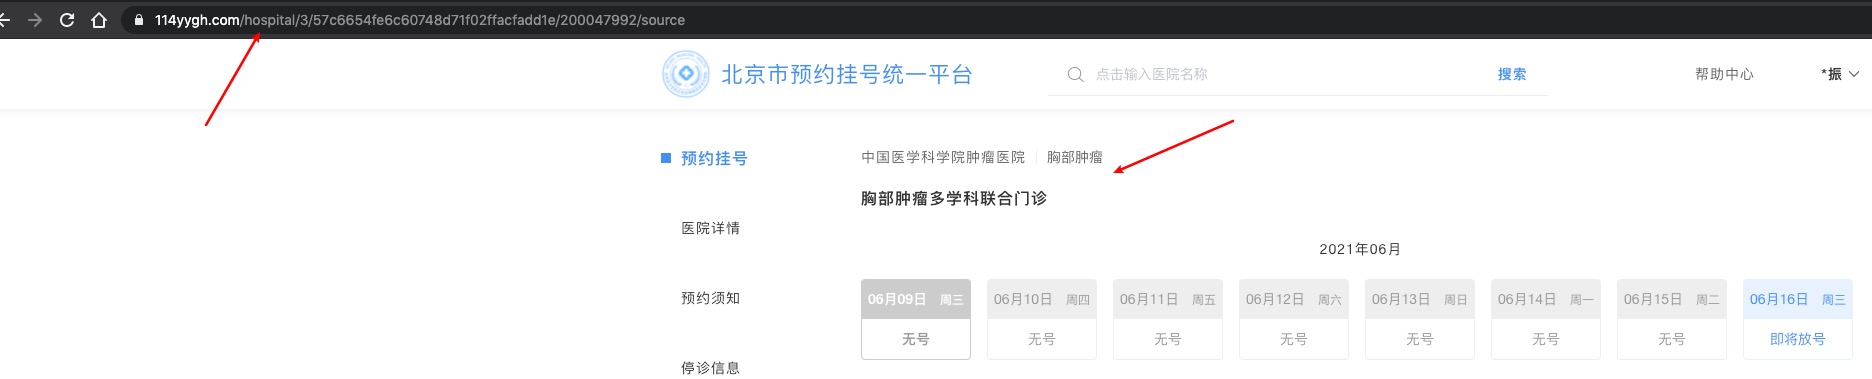 114yygh.com/hospital/3/57c6654fe6c60748d71f02ffacfadd1e/200047992/source
北京市预约挂号统一平台 点击输入医院名称 搜索 帮助中心 *振
预约挂号 中国医学科学院肿瘤医院 胸部肿瘤
胸部肿瘤多学科联合门诊
医院详情
2021年06月
06月09日 周三 06月10日 周四 06月11日 周五 06月12日 周六 06月13日 周日 06月14日 周一 06月15日 周二 06月16日 周三
预约须知
无号 无号 无号 无号 无号 无号 无号 即将放号
停诊信息